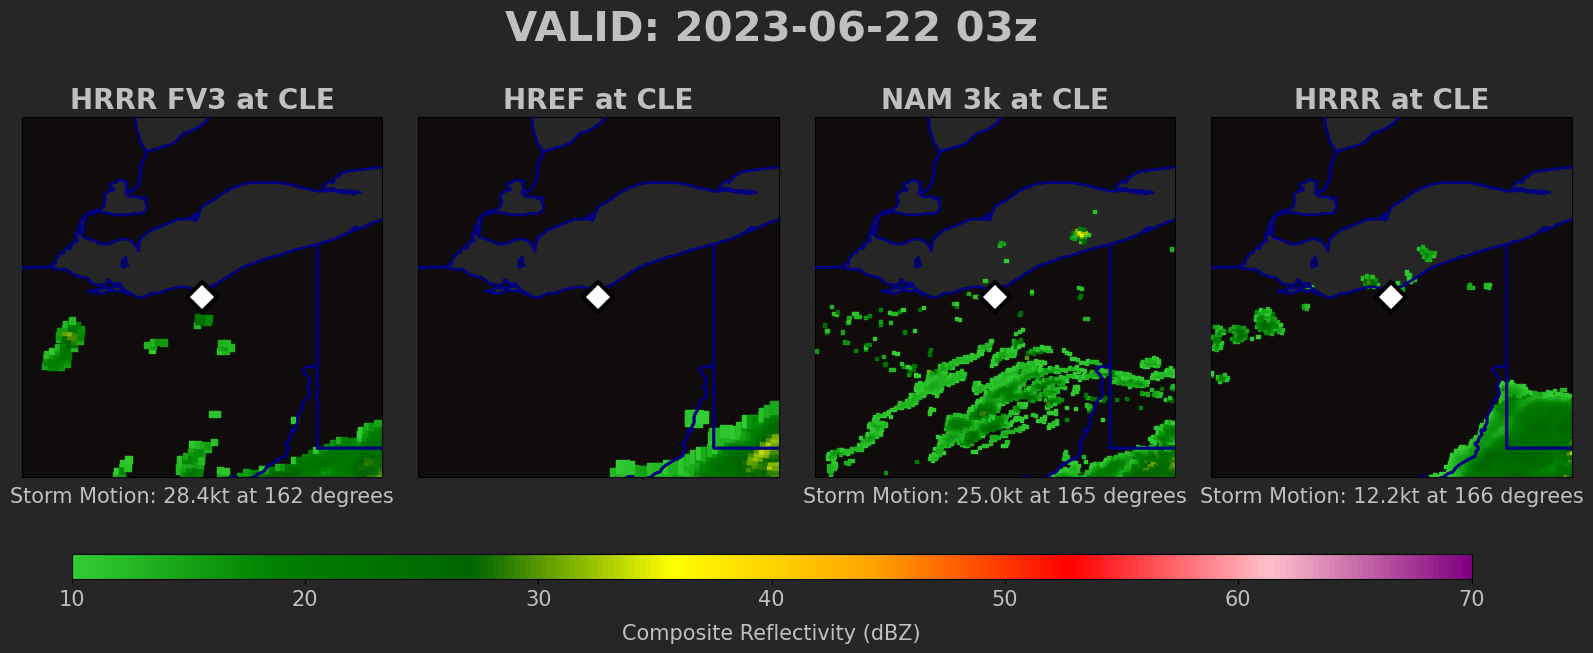 VALID: 2023-06-22 03z
HRRR FV3 at CLE
HREF at CLE
NAM 3k at CLE
HRRR at CLE
Storm Motion: 28.4kt at 162 degrees
Storm Motion: 25.0kt at 165 degrees
Storm Motion: 12.2kt at 166 degrees
10 20 30 40 50 60 70
Composite Reflectivity (dBZ)